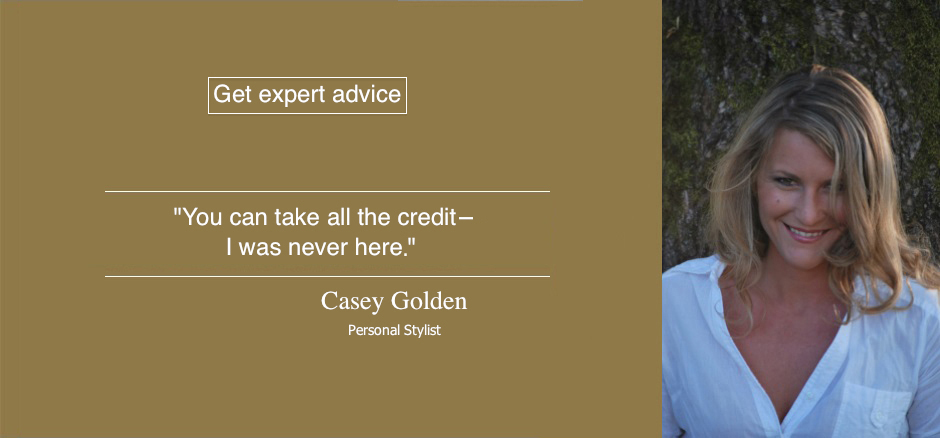 Get expert advice
"You can take all the credit–
I was never here."
Casey Golden
Personal Stylist